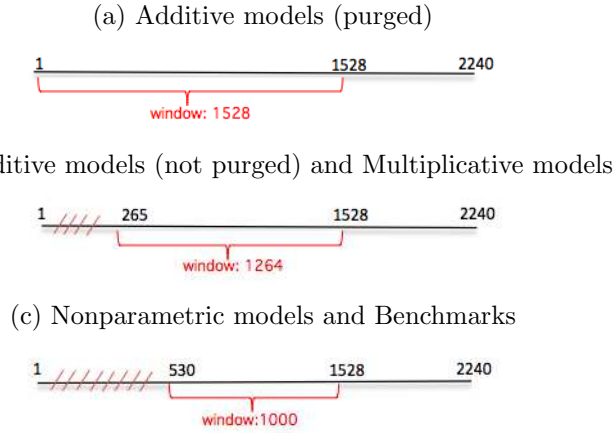 (a) Additive models (purged)
1 1528 2240
window: 1528
ditive models (not purged) and Multiplicative models
1 265 1528 2240
window: 1264
(c) Nonparametric models and Benchmarks
1 530 1528 2240
window:1000